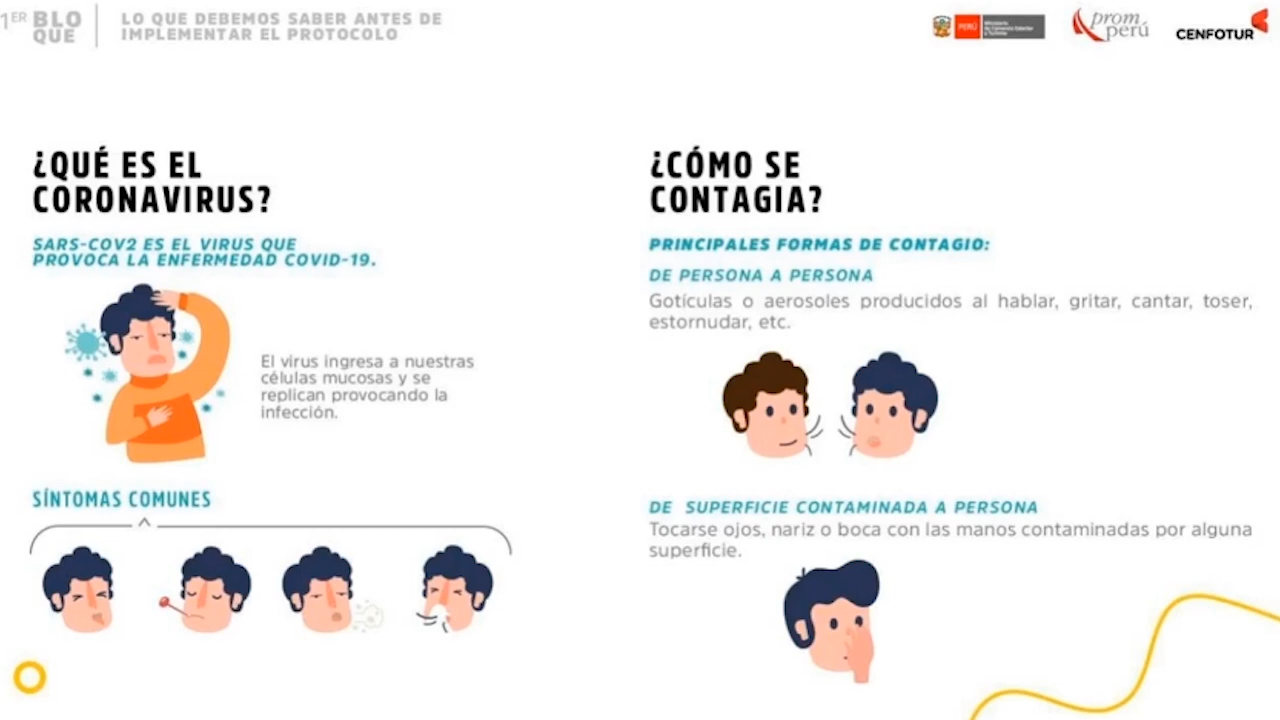 1ER BLO
QUE
LO QUE DEBEMOS SABER ANTES DE
IMPLEMENTAR EL PROTOCOLO
PERÚ
prom
perú
CENFOTUR
¿QUÉ ES EL
CORONAVIRUS?
SARS-COV2 ES EL VIRUS QUE
PROVOCA LA ENFERMEDAD COVID-19.
El virus ingresa a nuestras
células mucosas y se
replican provocando la
infección.
SÍNTOMAS COMUNES
¿CÓMO SE
CONTAGIA?
PRINCIPALES FORMAS DE CONTAGIO:
DE PERSONA A PERSONA
Gotículas o aerosoles producidos al hablar, gritar, cantar, toser,
estornudar, etc.
DE SUPERFICIE CONTAMINADA A PERSONA
Tocarse ojos, nariz o boca con las manos contaminadas por alguna
superficie.